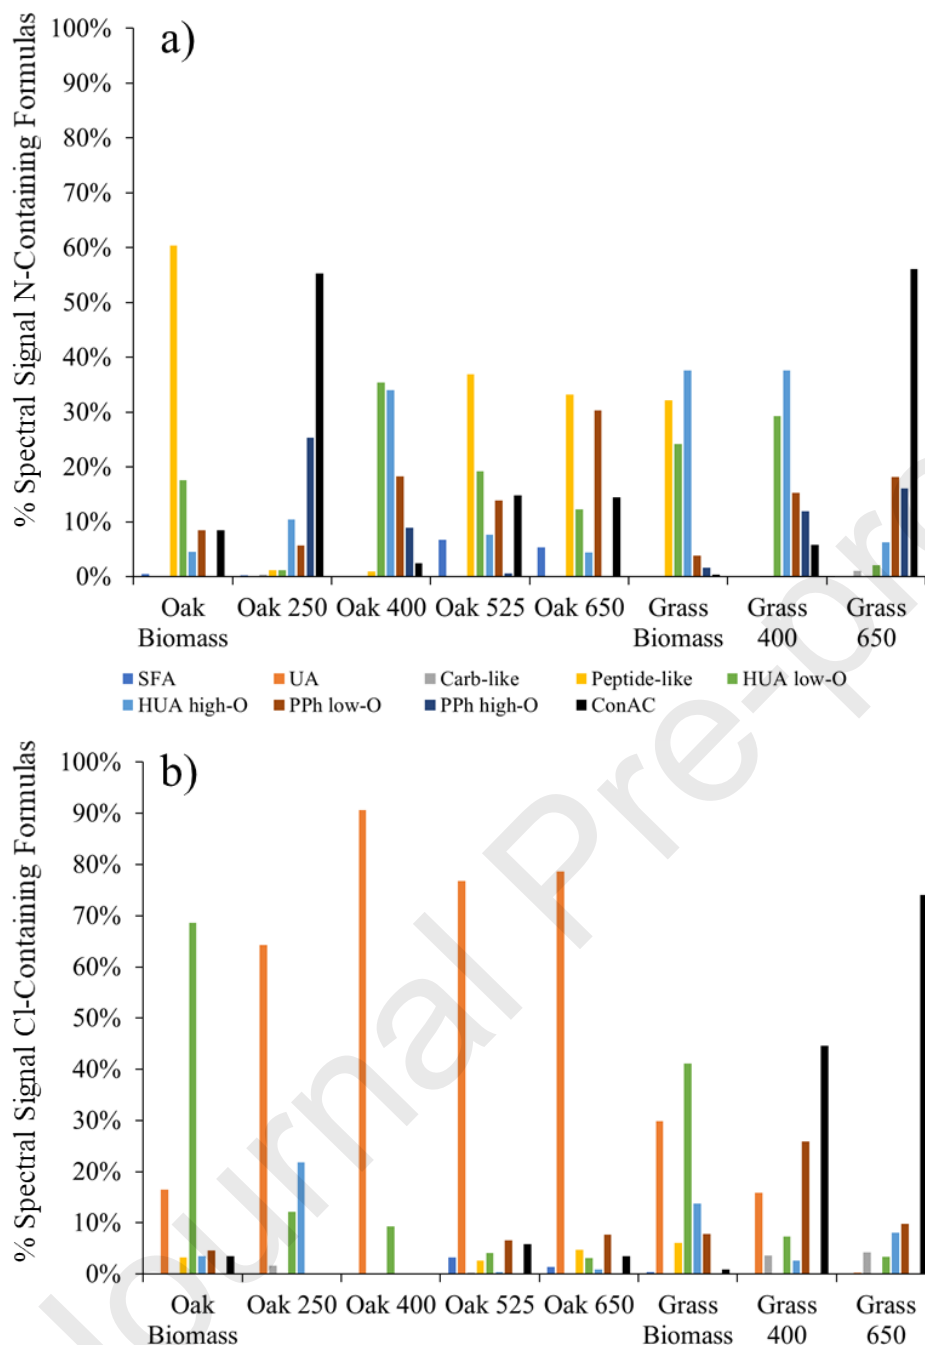 a)
% Spectral Signal N-Containing Formulas
100%
90%
80%
70%
60%
50%
40%
30%
20%
10%
0%
Oak Biomass
Oak 250
Oak 400
Oak 525
Oak 650
Grass Biomass
Grass 400
Grass 650
SFA
UA
Carb-like
Peptide-like
HUA low-O
HUA high-O
PPh low-O
PPh high-O
ConAC
b)
% Spectral Signal Cl-Containing Formulas
100%
90%
80%
70%
60%
50%
40%
30%
20%
10%
0%
Oak Biomass
Oak 250
Oak 400
Oak 525
Oak 650
Grass Biomass
Grass 400
Grass 650
Journal Pre-pro